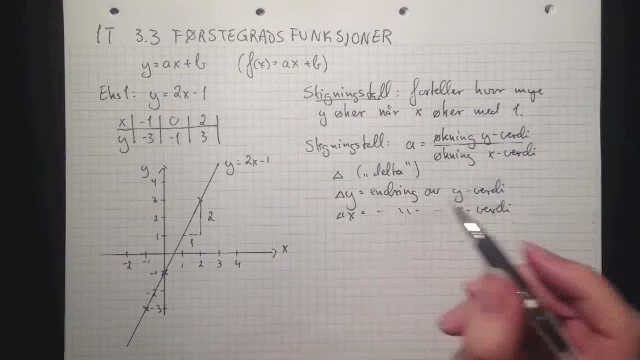 1T 3.3 FØRSTEGRADSFUNKSJONER
y = ax + b (f(x) = ax + b)
Eks 1: y = 2x - 1
x | -1 | 0 | 2
y | -3 | -1 | 3
y
y = 2x - 1
4
3
2
1
-1
-2
-3
-2 -1 1 2 3 4
x
1
2
Stigningstall: forteller hvor mye
y øker når x øker med 1.
Stigningstall: a = økning y-verdi
økning x-verdi
Δ („delta")
Δy = endring av y-verdi
Δx = - „ - x-verdi